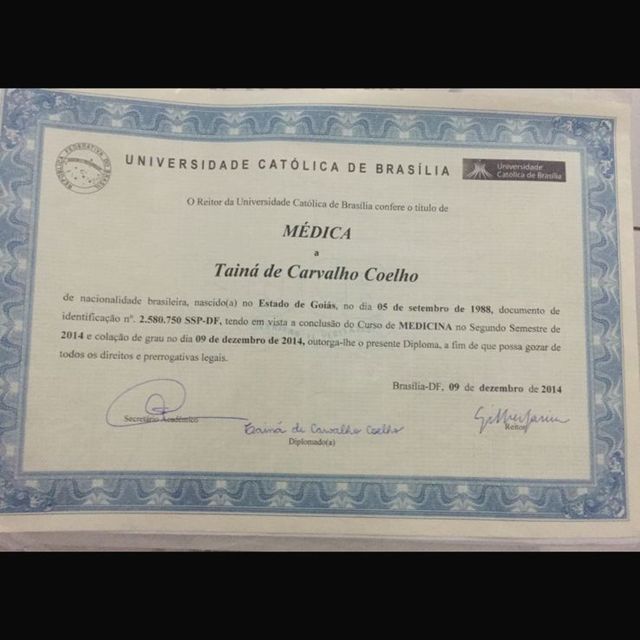 REPÚBLICA FEDERATIVA DO BRASIL
UNIVERSIDADE CATÓLICA DE BRASÍLIA
Universidade
Católica de Brasília
O Reitor da Universidade Católica de Brasília confere o título de
MÉDICA
a
Tainá de Carvalho Coelho
de nacionalidade brasileira, nascido(a) no Estado de Goiás, no dia 05 de setembro de 1988, documento de
identificação nº. 2.580.750 SSP-DF, tendo em vista a conclusão do Curso de MEDICINA no Segundo Semestre de
2014 e colação de grau no dia 09 de dezembro de 2014, outorga-lhe o presente Diploma, a fim de que possa gozar de
todos os direitos e prerrogativas legais.
Brasília-DF, 09 de dezembro de 2014
Secretário Acadêmico
Tainá de Carvalho Coelho
Diplomado(a)
Reitor